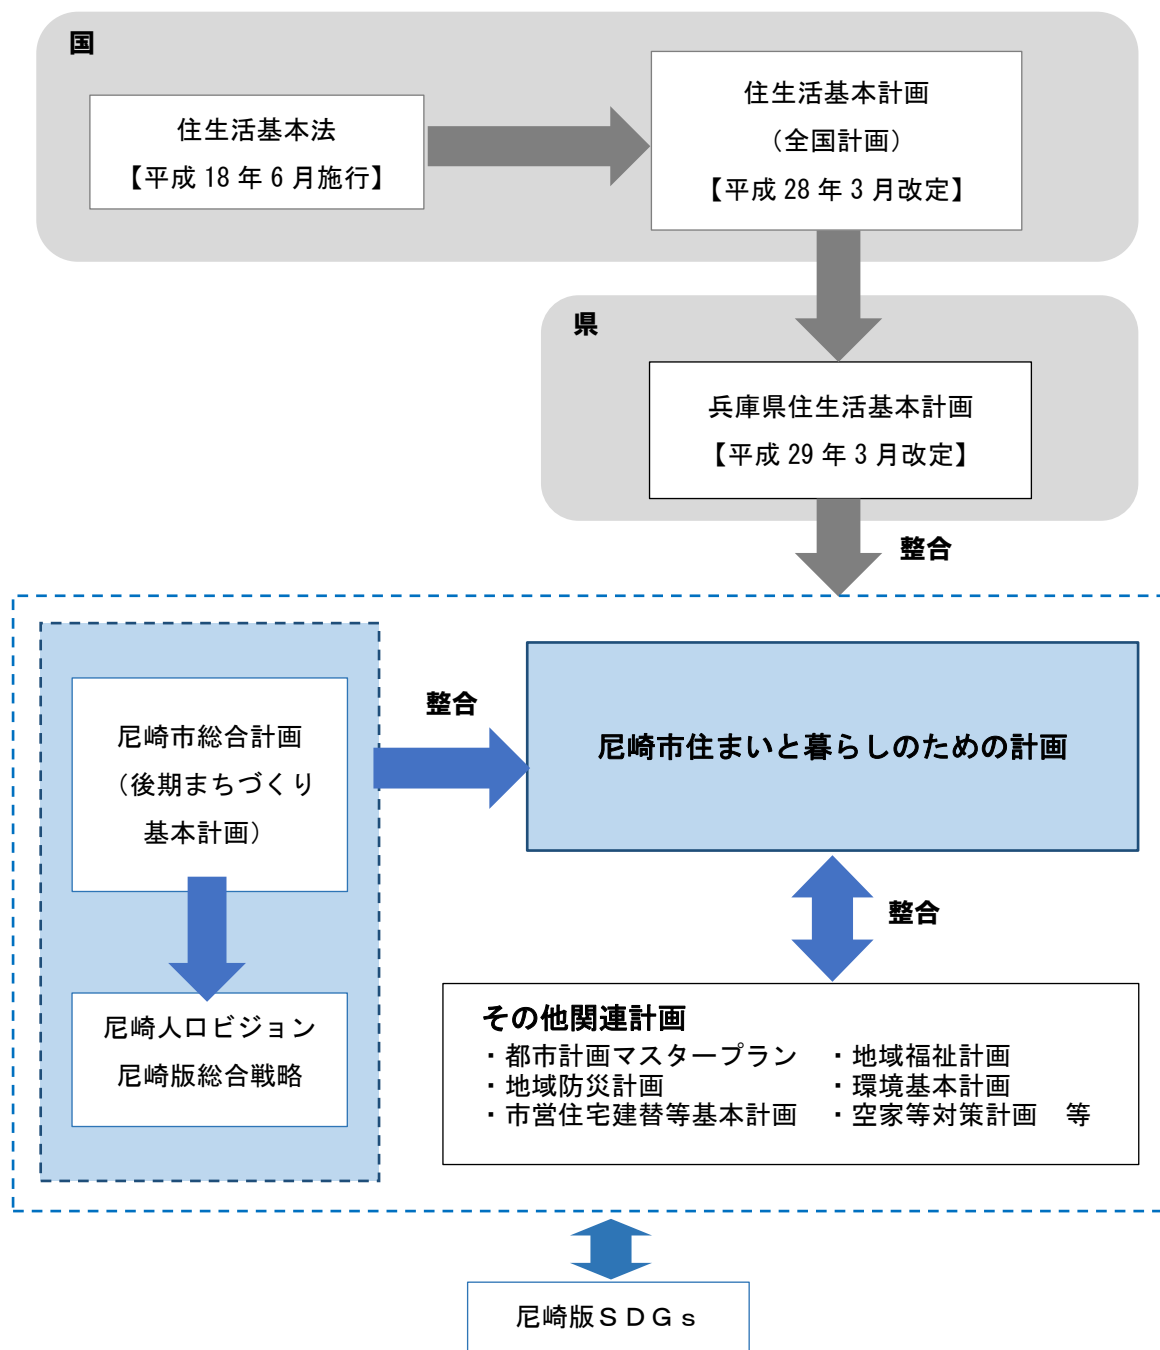 国
住生活基本法
【平成 18 年 6 月施行】
住生活基本計画
（全国計画）
【平成 28 年 3 月改定】
県
兵庫県住生活基本計画
【平成 29 年 3 月改定】
整合
尼崎市総合計画
（後期まちづくり
基本計画）
整合
尼崎市住まいと暮らしのための計画
整合
尼崎人口ビジョン
尼崎版総合戦略
その他関連計画
・都市計画マスタープラン　・地域福祉計画
・地域防災計画　・環境基本計画
・市営住宅建替等基本計画　・空家等対策計画　等
尼崎版ＳＤＧｓ